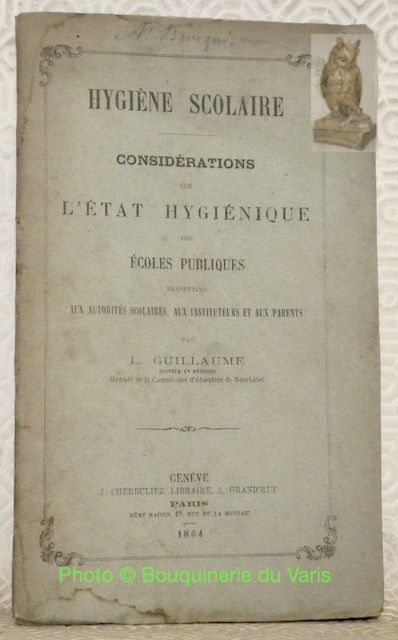 HYGIÈNE SCOLAIRE
CONSIDÉRATIONS
SUR
L'ÉTAT HYGIÉNIQUE
DES
ÉCOLES PUBLIQUES
PRÉSENTÉES
AUX AUTORITÉS SCOLAIRES, AUX INSTITUTEURS ET AUX PARENTS
PAR
L. GUILLAUME
DOCTEUR EN MÉDECINE
Membre de la Commission d'éducation de Neuchâtel.
GENÈVE
J. CHERBULIEZ, LIBRAIRE, 2, GRAND'RUE
PARIS
MÊME MAISON, 10, RUE DE LA MONNAIE
1864
Photo © Bouquinerie du Varis